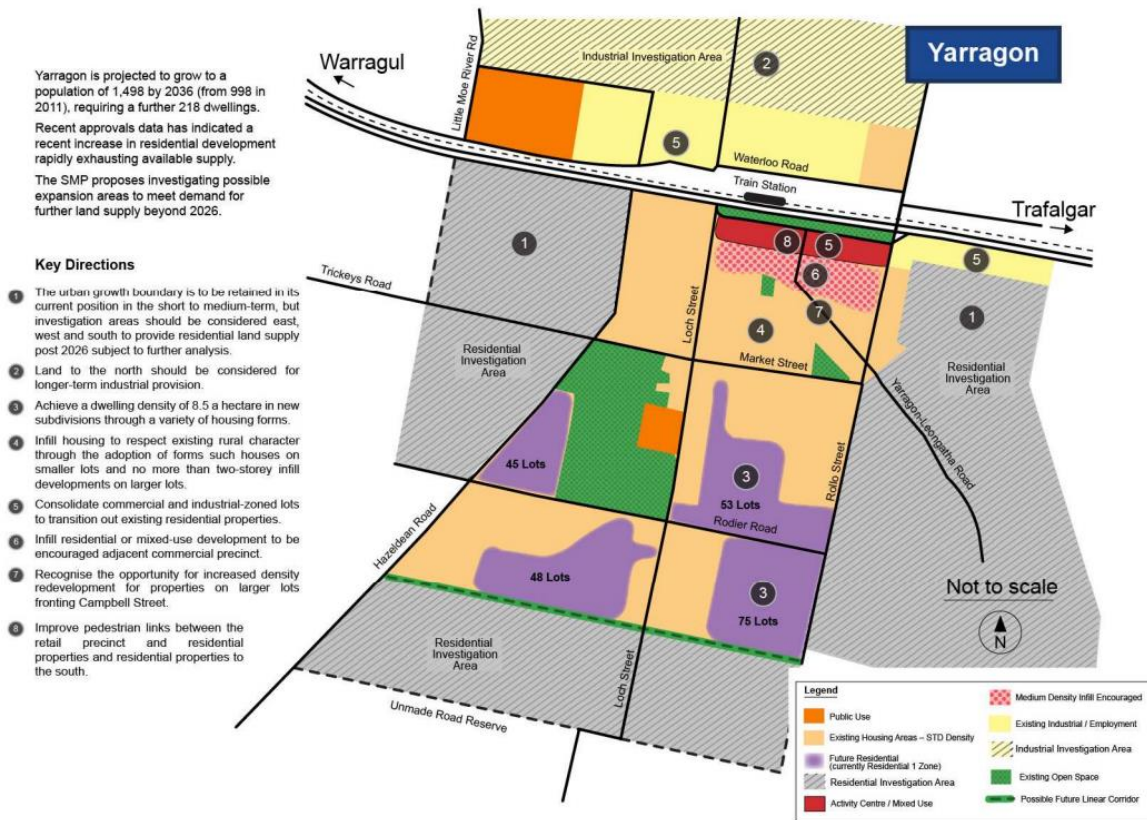 Yarragon
Yarragon is projected to grow to a
population of 1,498 by 2036 (from 998 in
2011), requiring a further 218 dwellings.
Recent approvals data has indicated a
recent increase in residential development
rapidly exhausting available supply.
The SMP proposes investigating possible
expansion areas to meet demand for
further land supply beyond 2026.
Key Directions
1 The urban growth boundary is to be retained in its
current position in the short to medium-term, but
investigation areas should be considered east,
west and south to provide residential land supply
post 2026 subject to further analysis.
2 Land to the north should be considered for
longer-term industrial provision.
3 Achieve a dwelling density of 8.5 a hectare in new
subdivisions through a variety of housing forms.
4 Infill housing to respect existing rural character
through the adoption of forms such houses on
smaller lots and no more than two-storey infill
developments on larger lots.
5 Consolidate commercial and industrial-zoned lots
to transition out existing residential properties.
6 Infill residential or mixed-use development to be
encouraged adjacent commercial precinct.
7 Recognise the opportunity for increased density
redevelopment for properties on larger lots
fronting Campbell Street.
8 Improve pedestrian links between the
retail precinct and residential
properties and residential properties to
the south.
Warragul
Little Moe River Rd
Industrial Investigation Area
2
5
Waterloo Road
Train Station
Trafalgar
1
8
5
5
6
7
4
1
Trickeys Road
Loch Street
Market Street
Residential
Investigation
Area
Residential
Investigation
Area
Yarragon-Leongatha Road
Rollo Street
45 Lots
3
53 Lots
Rodier Road
Hazeldean Road
48 Lots
3
75 Lots
Residential
Investigation
Area
Loch Street
Unmade Road Reserve
Not to scale
N
Legend
Public Use
Existing Housing Areas – STD Density
Future Residential
(currently Residential 1 Zone)
Residential Investigation Area
Activity Centre / Mixed Use
Medium Density Infill Encouraged
Existing Industrial / Employment
Industrial Investigation Area
Existing Open Space
Possible Future Linear Corridor